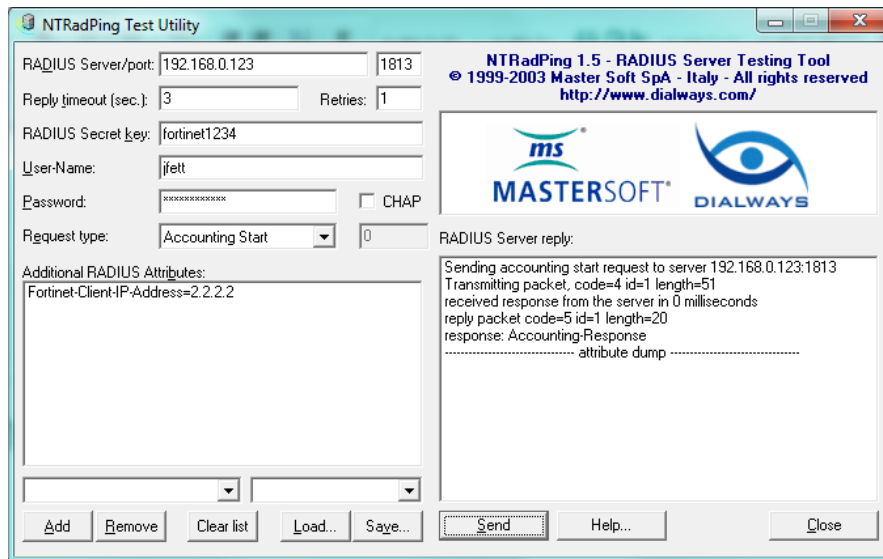 NTRadPing Test Utility
RADIUS Server/port: 192.168.0.123 1813
Reply timeout (sec.): 3 Retries: 1
RADIUS Secret key: fortinet1234
User-Name: jfett
Password: ************ CHAP
Request type: Accounting Start 0
Additional RADIUS Attributes:
Fortinet-Client-IP-Address=2.2.2.2
Add Remove Clear list Load... Save...
NTRadPing 1.5 - RADIUS Server Testing Tool
© 1999-2003 Master Soft SpA - Italy - All rights reserved
http://www.dialways.com/
ms
MASTERSOFT
DIALWAYS
RADIUS Server reply:
Sending accounting start request to server 192.168.0.123:1813
Transmitting packet, code=4 id=1 length=51
received response from the server in 0 milliseconds
reply packet code=5 id=1 length=20
response: Accounting-Response
-------------------------------- attribute dump --------------------------------
Send Help... Close